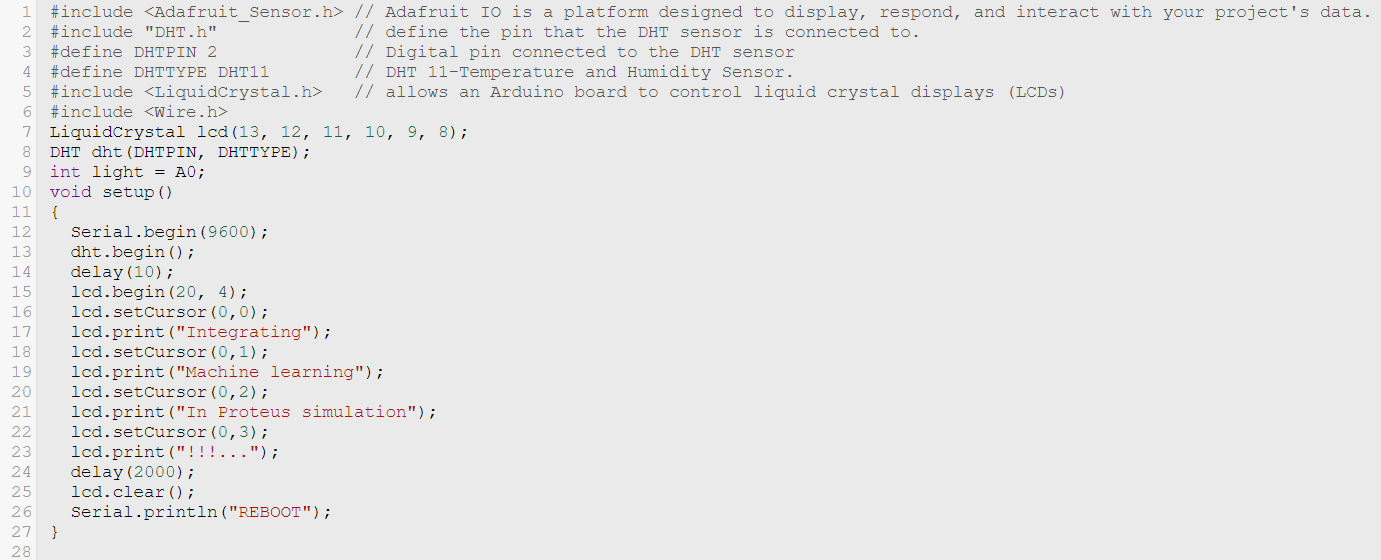 1 #include <Adafruit_Sensor.h> // Adafruit IO is a platform designed to display, respond, and interact with your project's data.
2 #include "DHT.h" // define the pin that the DHT sensor is connected to.
3 #define DHTPIN 2 // Digital pin connected to the DHT sensor
4 #define DHTTYPE DHT11 // DHT 11-Temperature and Humidity Sensor.
5 #include <LiquidCrystal.h> // allows an Arduino board to control liquid crystal displays (LCDs)
6 #include <Wire.h>
7 LiquidCrystal lcd(13, 12, 11, 10, 9, 8);
8 DHT dht(DHTPIN, DHTTYPE);
9 int light = A0;
10 void setup()
11 {
12 Serial.begin(9600);
13 dht.begin();
14 delay(10);
15 lcd.begin(20, 4);
16 lcd.setCursor(0,0);
17 lcd.print("Integrating");
18 lcd.setCursor(0,1);
19 lcd.print("Machine learning");
20 lcd.setCursor(0,2);
21 lcd.print("In Proteus simulation");
22 lcd.setCursor(0,3);
23 lcd.print("!!!...");
24 delay(2000);
25 lcd.clear();
26 Serial.println("REBOOT");
27 }
28